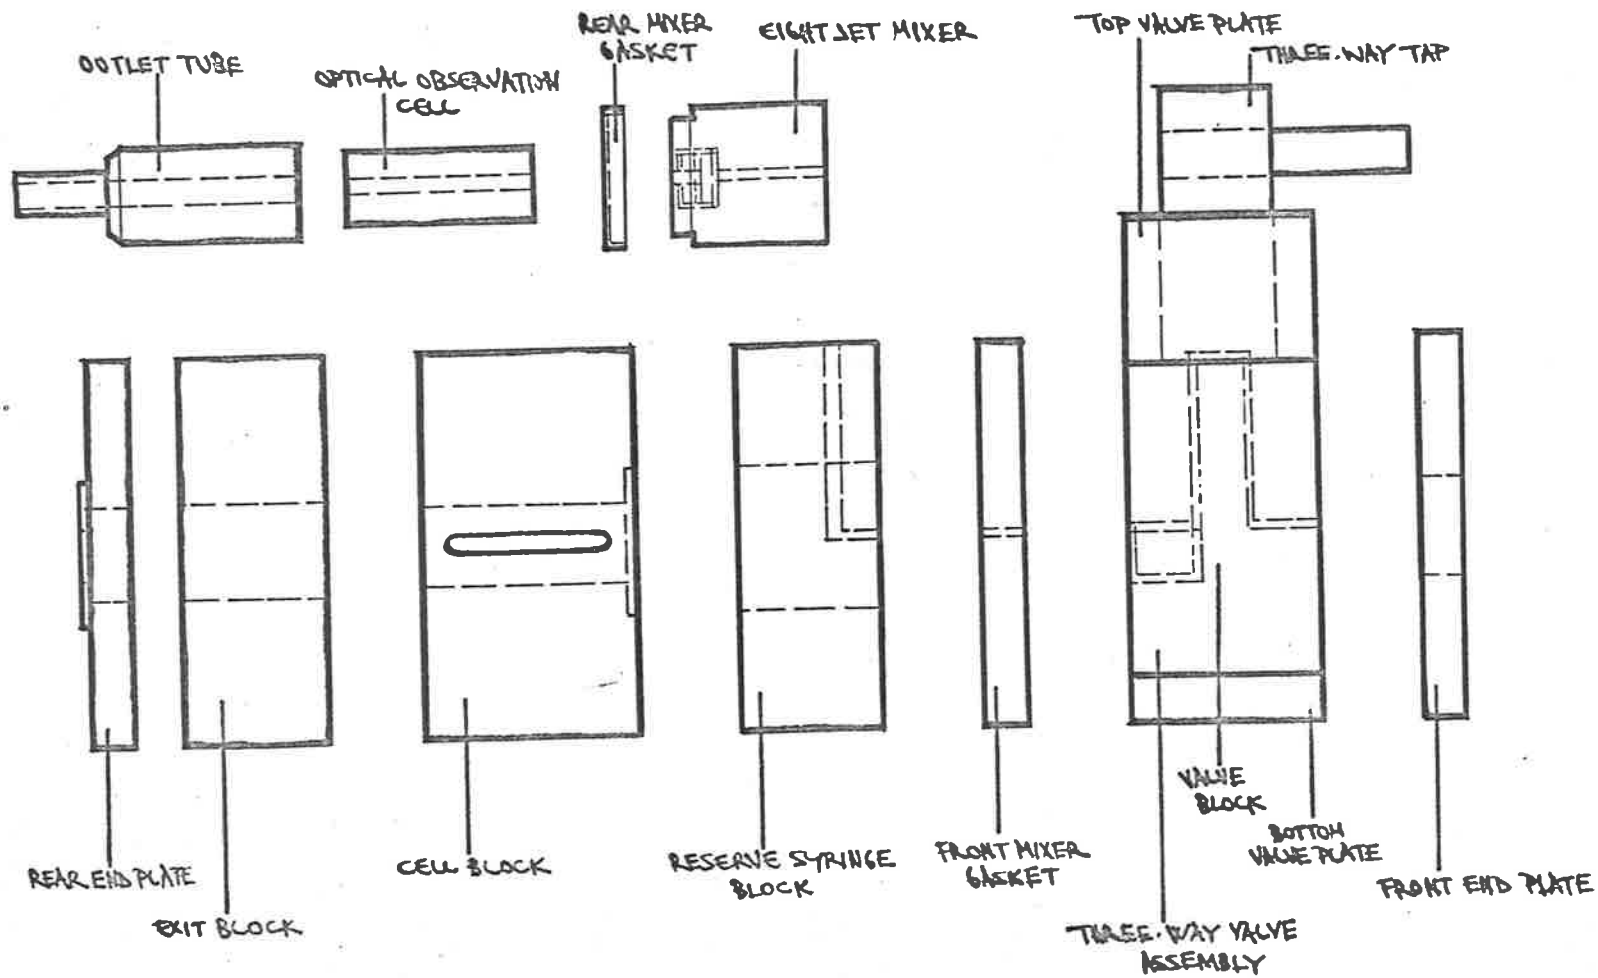 OUTLET TUBE
OPTICAL OBSERVATION
CELL
REAR MIXER
GASKET
EIGHT JET MIXER
TOP VALVE PLATE
THREE-WAY TAP
REAR END PLATE
EXIT BLOCK
CELL BLOCK
RESERVE SYRINGE
BLOCK
FRONT MIXER
GASKET
VALVE
BLOCK
BOTTOM
VALVE PLATE
THREE-WAY VALVE
ASSEMBLY
FRONT END PLATE